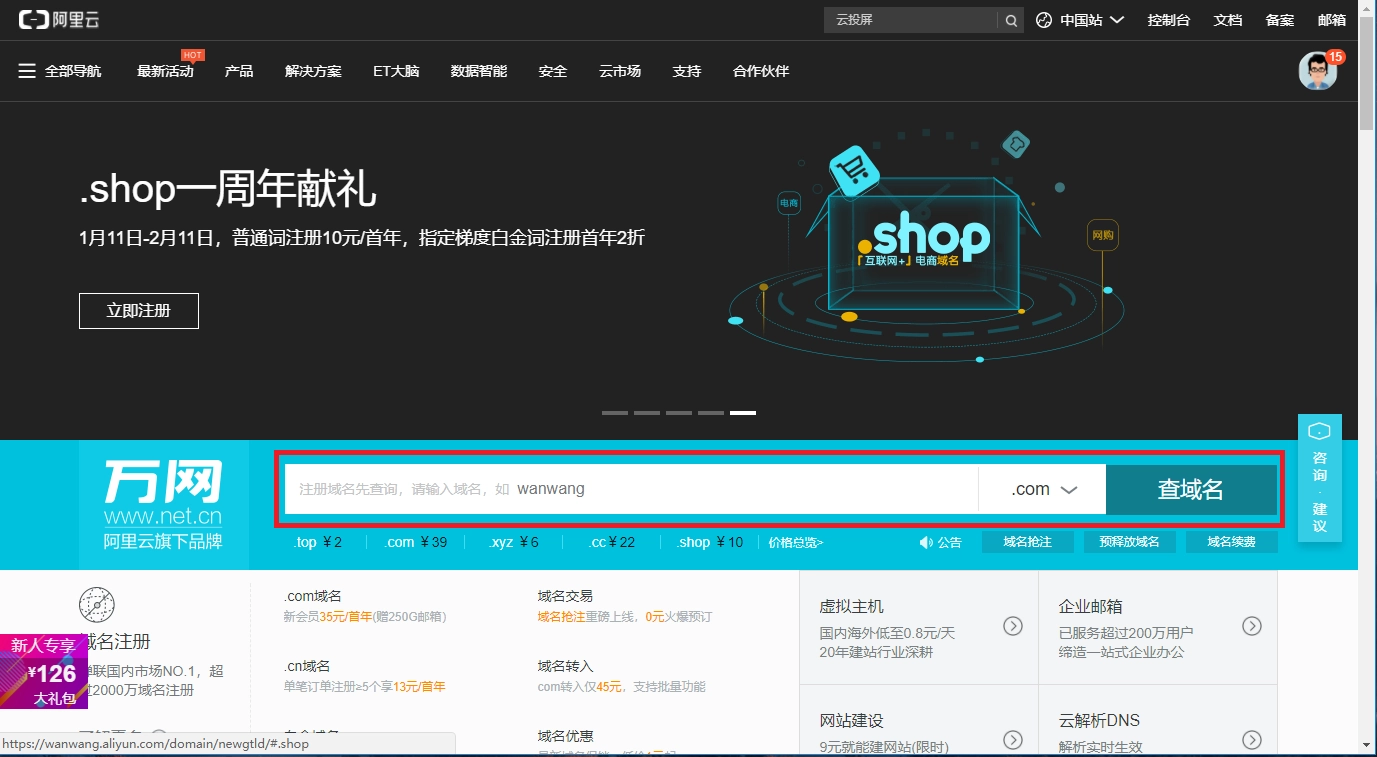 阿里云
云投屏
中国站 控制台 文档 备案 邮箱
全部导航 最新活动 HOT 产品 解决方案 ET大脑 数据智能 安全 云市场 支持 合作伙伴 15
.shop一周年献礼
1月11日-2月11日，普通词注册10元/首年，指定梯度白金词注册首年2折
立即注册
电商
网购
.shop
「互联网+」电商域名
咨询·建议
万网
www.net.cn
阿里云旗下品牌
注册域名先查询，请输入域名，如 wanwang .com 查域名
.top ¥ 2 .com ¥ 39 .xyz ¥ 6 .cc ¥ 22 .shop ¥ 10 价格总览> 公告 域名抢注 预释放域名 域名续费
域名注册
蝉联国内市场NO.1，超
过2000万域名注册
新人专享
¥126
大礼包
.com域名
新会员35元/首年(赠250G邮箱)
域名交易
域名抢注重磅上线，0元火爆预订
.cn域名
单笔订单注册≥5个享13元/首年
域名转入
com转入仅45元，支持批量功能
域名优惠
虚拟主机
国内海外低至0.8元/天
20年建站行业深耕
企业邮箱
已服务超过200万用户
缔造一站式企业办公
网站建设
9元就能建网站(限时)
云解析DNS
解析实时生效
https://wanwang.aliyun.com/domain/newgtld/#.shop